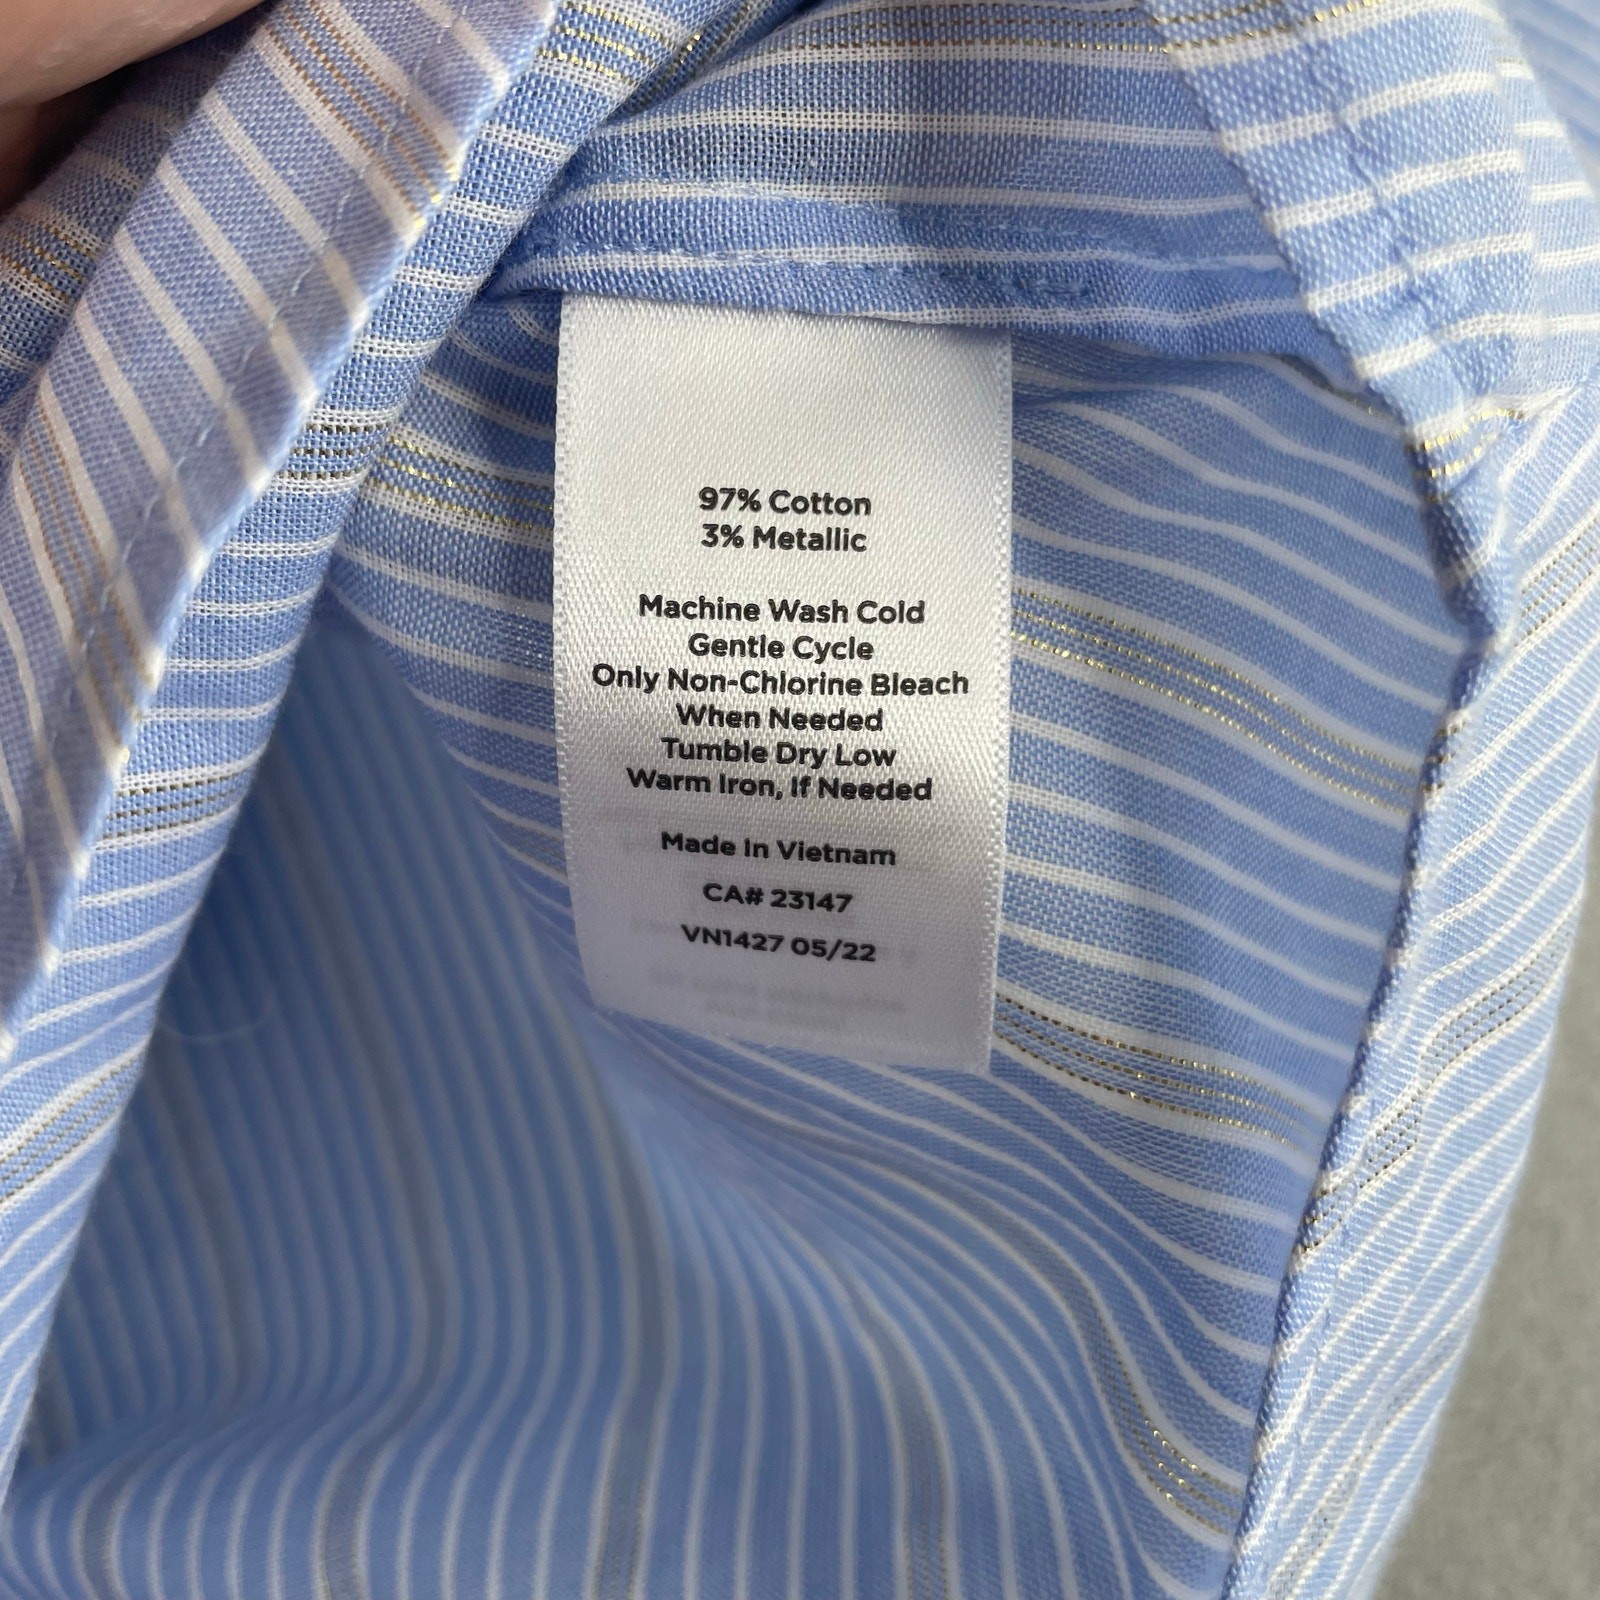 97% Cotton
3% Metallic
Machine Wash Cold
Gentle Cycle
Only Non-Chlorine Bleach
When Needed
Tumble Dry Low
Warm Iron, If Needed
Made In Vietnam
CA# 23147
VN1427 05/22